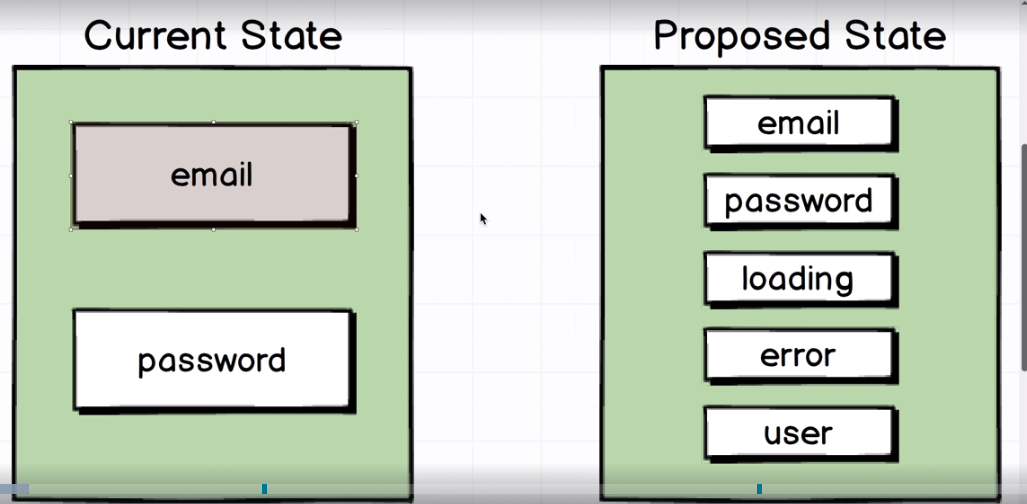 Current State
email
password
Proposed State
email
password
loading
error
user